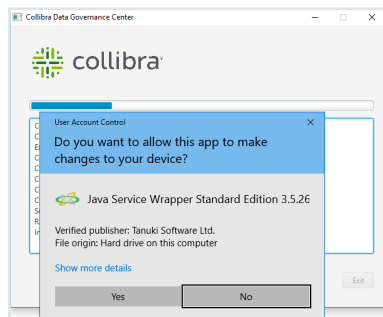 Collibra Data Governance Center
collibra
User Account Control
Do you want to allow this app to make
changes to your device?
Java Service Wrapper Standard Edition 3.5.26
Verified publisher: Tanuki Software Ltd.
File origin: Hard drive on this computer
Show more details
Yes
No
Exit